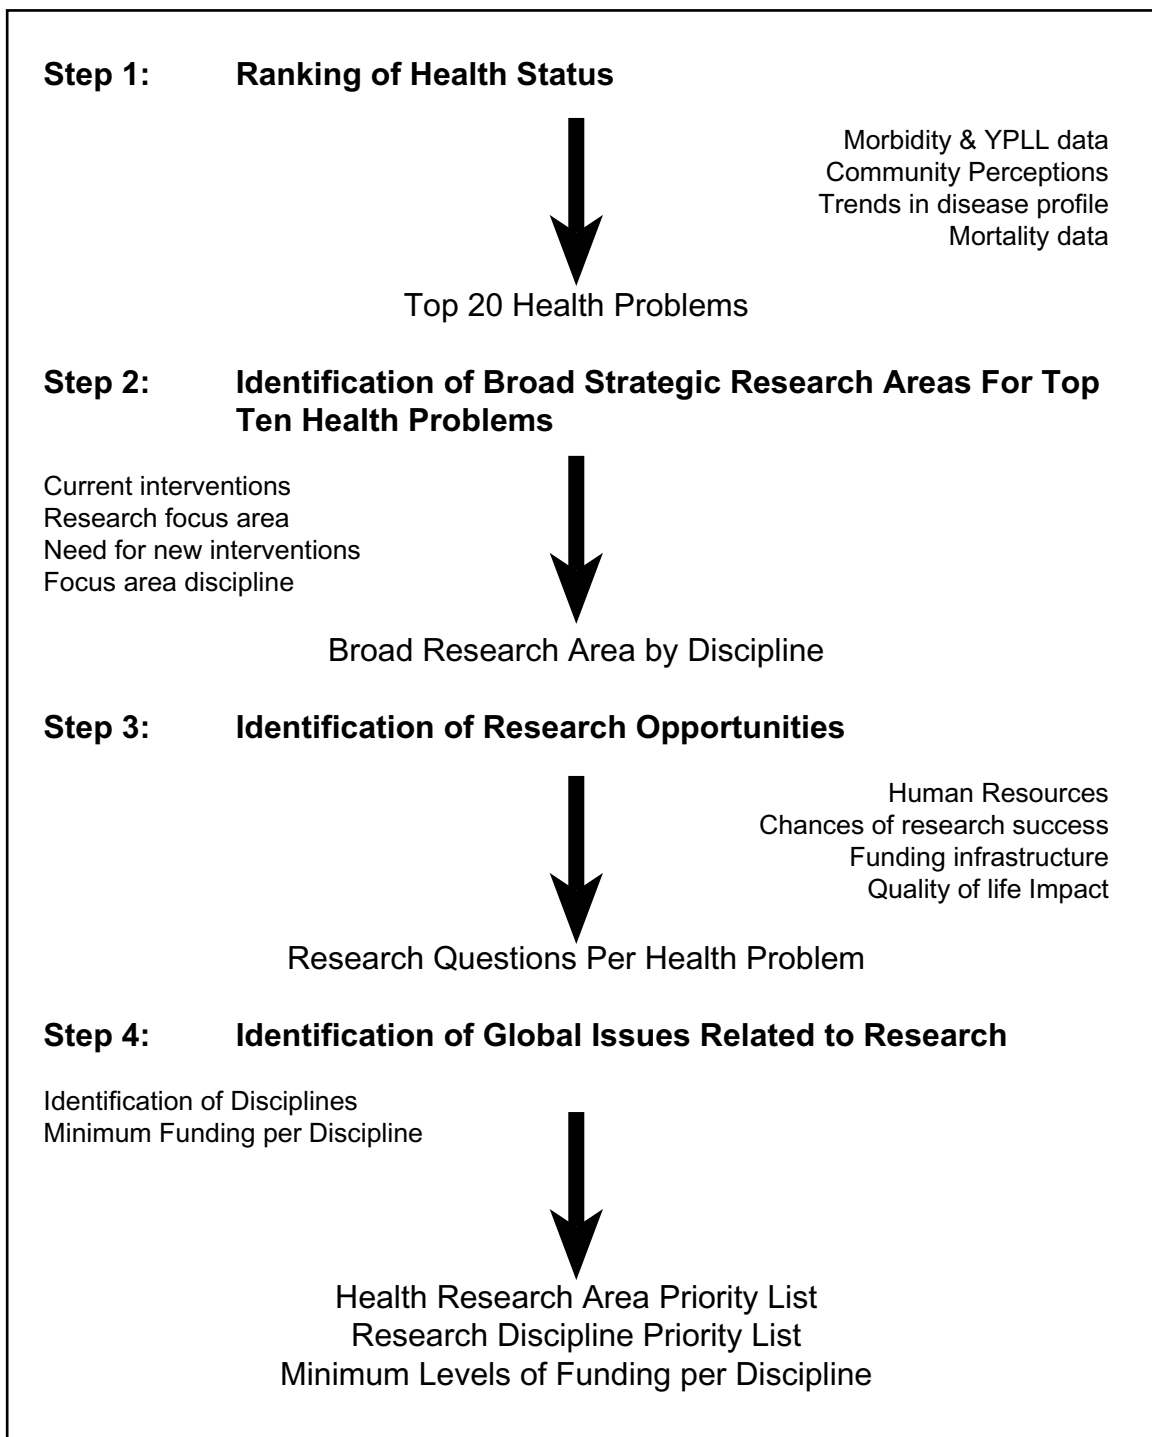 Step 1: Ranking of Health Status
Morbidity & YPLL data
Community Perceptions
Trends in disease profile
Mortality data
Top 20 Health Problems
Step 2: Identification of Broad Strategic Research Areas For Top
Ten Health Problems
Current interventions
Research focus area
Need for new interventions
Focus area discipline
Broad Research Area by Discipline
Step 3: Identification of Research Opportunities
Human Resources
Chances of research success
Funding infrastructure
Quality of life Impact
Research Questions Per Health Problem
Step 4: Identification of Global Issues Related to Research
Identification of Disciplines
Minimum Funding per Discipline
Health Research Area Priority List
Research Discipline Priority List
Minimum Levels of Funding per Discipline